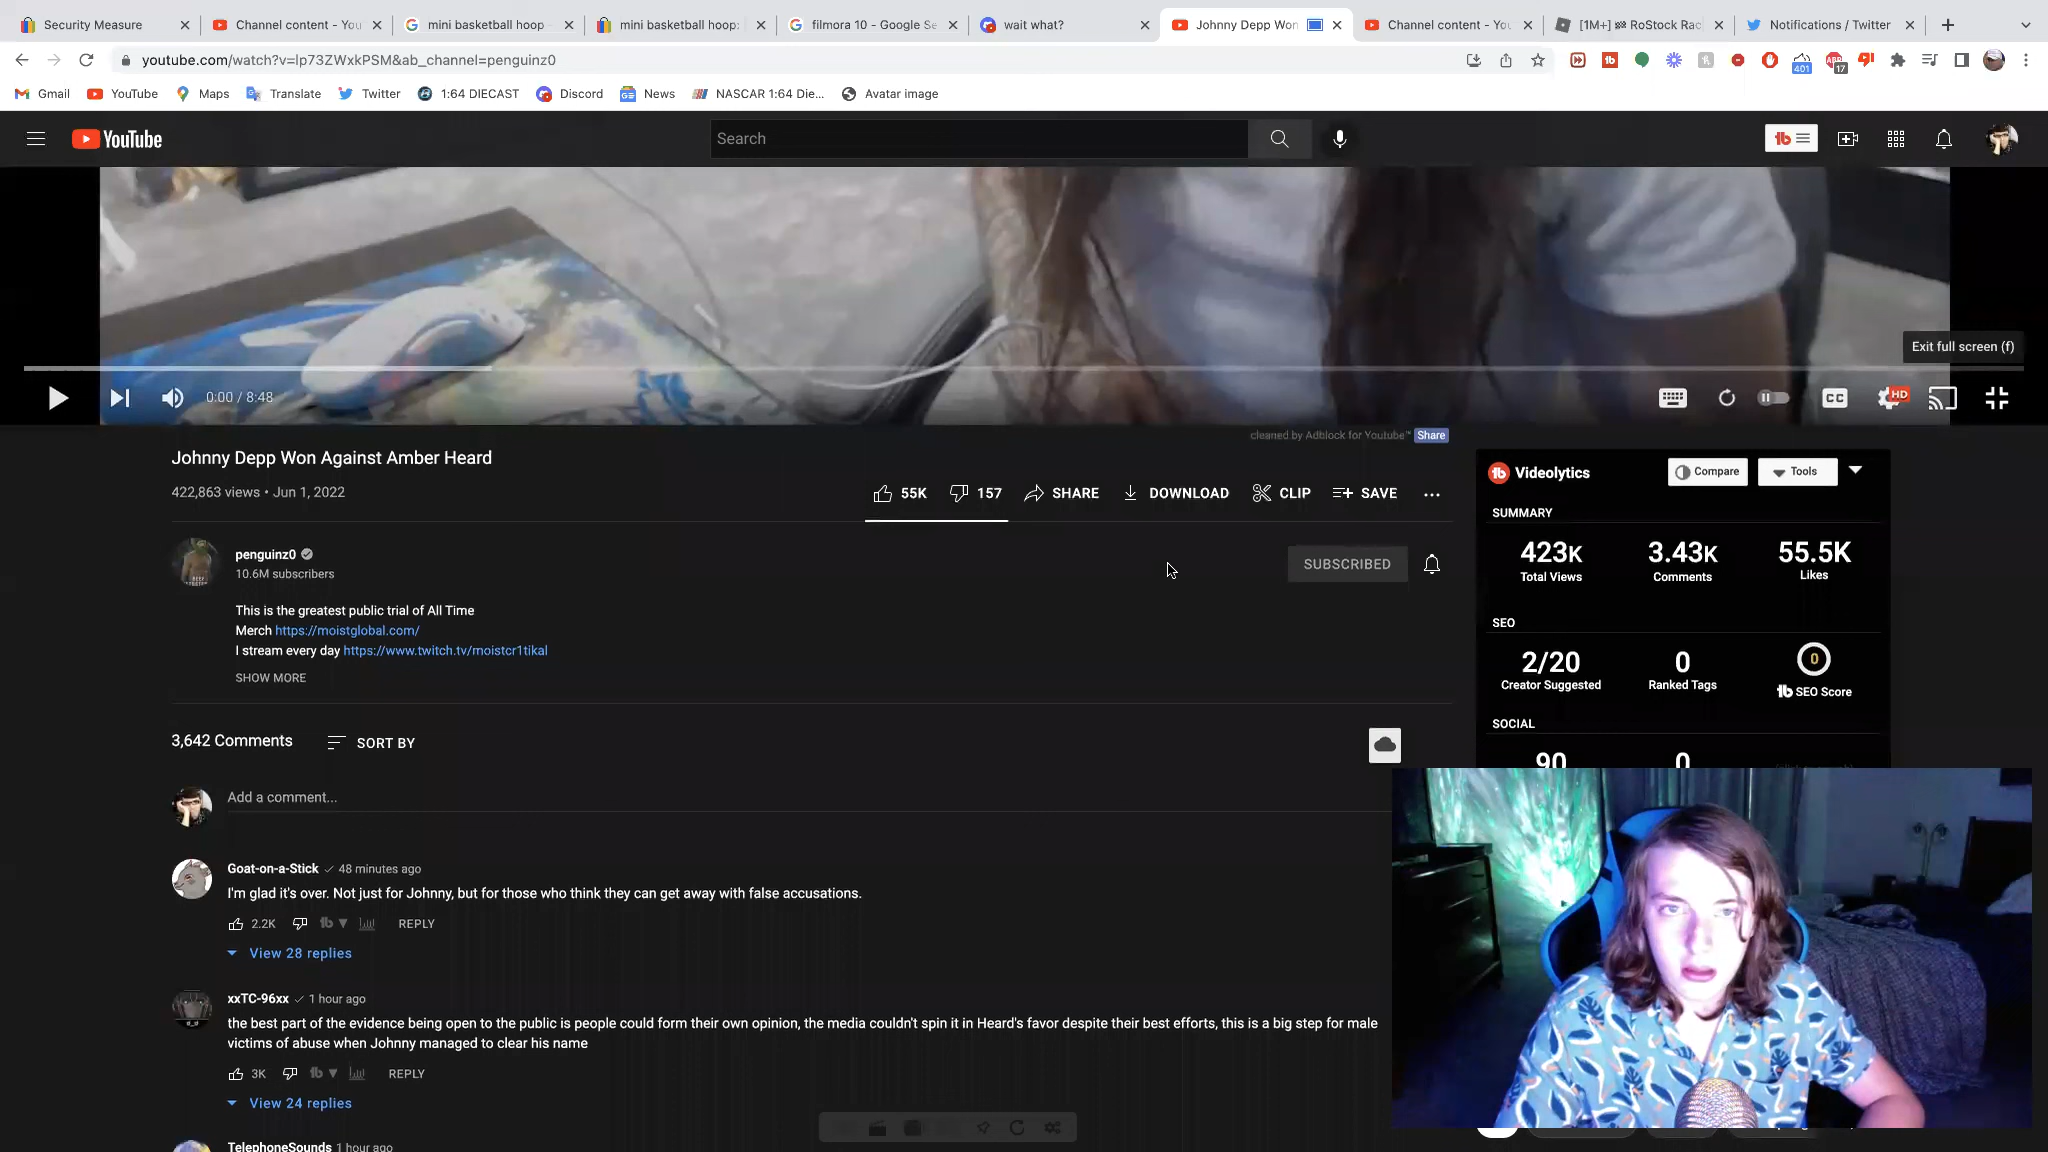 Security Measure
Channel content - You
mini basketball hoop -
mini basketball hoop:
filmora 10 - Google Se
wait what?
Johnny Depp Won
Channel content - You
[1M+] 🏁 RoStock Rac
Notifications / Twitter
youtube.com/watch?v=lp73ZWxkPSM&ab_channel=penguinz0
401
17
Gmail
YouTube
Maps
Translate
Twitter
1:64 DIECAST
Discord
News
NASCAR 1:64 Die...
Avatar image
YouTube
Search
Exit full screen (f)
0:00 / 8:48
CC
HD
cleaned by Adblock for Youtube™ Share
Johnny Depp Won Against Amber Heard
422,863 views • Jun 1, 2022
55K
157
SHARE
DOWNLOAD
CLIP
SAVE
penguinz0
10.6M subscribers
SUBSCRIBED
This is the greatest public trial of All Time
Merch https://moistglobal.com/
I stream every day https://www.twitch.tv/moistcr1tikal
SHOW MORE
Videolytics
Compare
Tools
SUMMARY
423K
3.43K
55.5K
Total Views
Comments
Likes
SEO
2/20
0
0
Creator Suggested
Ranked Tags
SEO Score
SOCIAL
90
0
3,642 Comments
SORT BY
Add a comment...
Goat-on-a-Stick 48 minutes ago
I'm glad it's over. Not just for Johnny, but for those who think they can get away with false accusations.
2.2K
REPLY
View 28 replies
xxTC-96xx 1 hour ago
the best part of the evidence being open to the public is people could form their own opinion, the media couldn't spin it in Heard's favor despite their best efforts, this is a big step for male
victims of abuse when Johnny managed to clear his name
3K
REPLY
View 24 replies
TelephoneSounds 1 hour ago